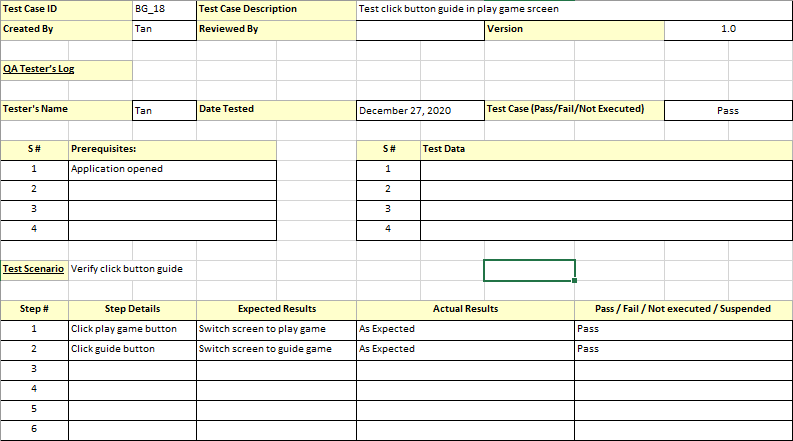 Test Case ID BG_18 Test Case Description Test click button guide in play game srceen
Created By Tan Reviewed By Version 1.0
QA Tester's Log
Tester's Name Tan Date Tested December 27, 2020 Test Case (Pass/Fail/Not Executed) Pass
S # Prerequisites: S # Test Data
1 Application opened 1
2 2
3 3
4 4
Test Scenario Verify click button guide
Step # Step Details Expected Results Actual Results Pass / Fail / Not executed / Suspended
1 Click play game button Switch screen to play game As Expected Pass
2 Click guide button Switch screen to guide game As Expected Pass
3
4
5
6